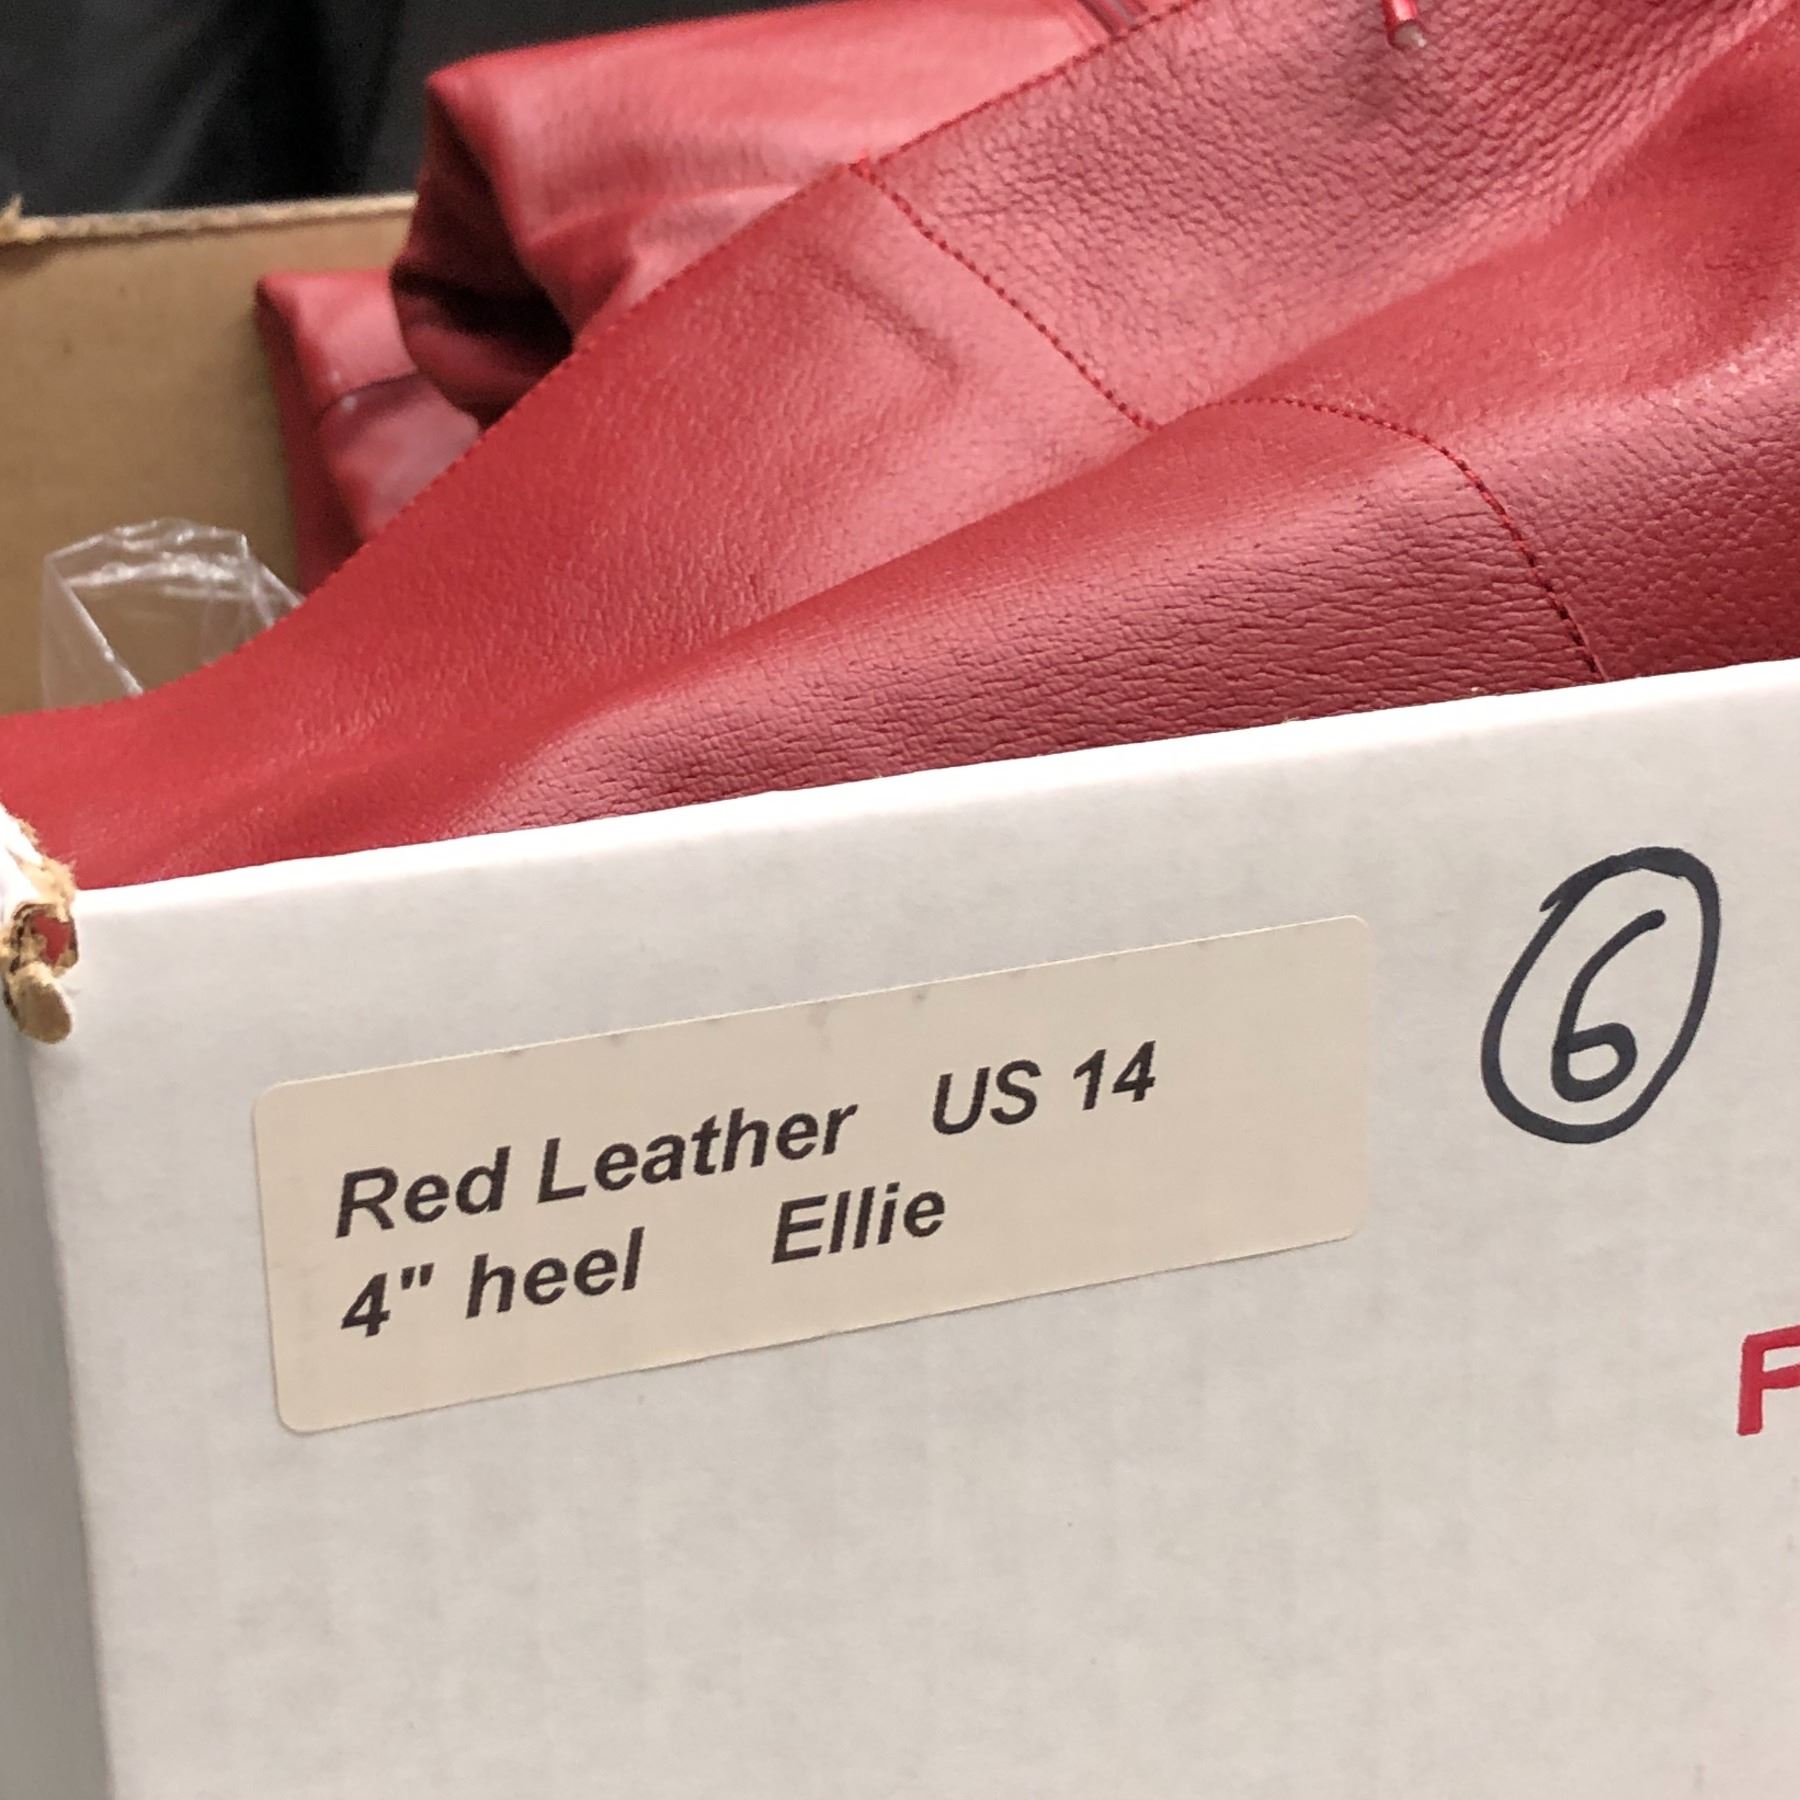 6
Red Leather US 14
4" heel Ellie